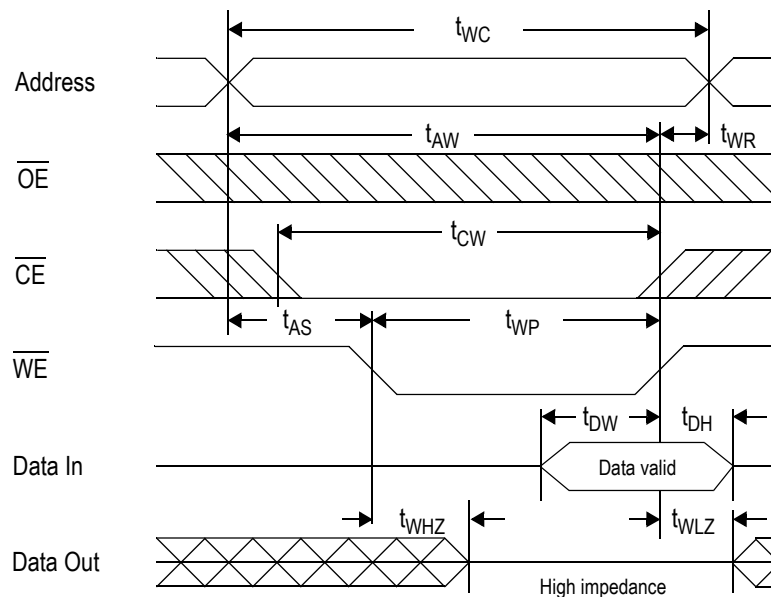 tWC
Address
tAW
tWR
OE
tCW
CE
tAS
tWP
WE
tDW
tDH
Data In
Data valid
tWHZ
tWLZ
Data Out
High impedance